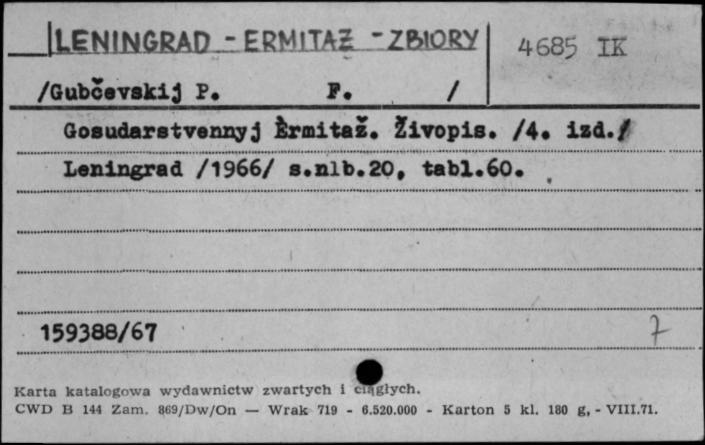 LENINGRAD - ERMITAŻ - ZBIORY
4685 IK
/Gubčevskij P. F. /
Gosudarstvennyj Èrmitaž. Živopis. /4. izd./
Leningrad /1966/ s.nlb.20, tabl.60.
159388/67 7
Karta katalogowa wydawnictw zwartych i ciągłych.
CWD B 144 Zam. 869/Dw/On — Wrak 719 - 6.520.000 - Karton 5 kl. 180 g, - VIII.71.